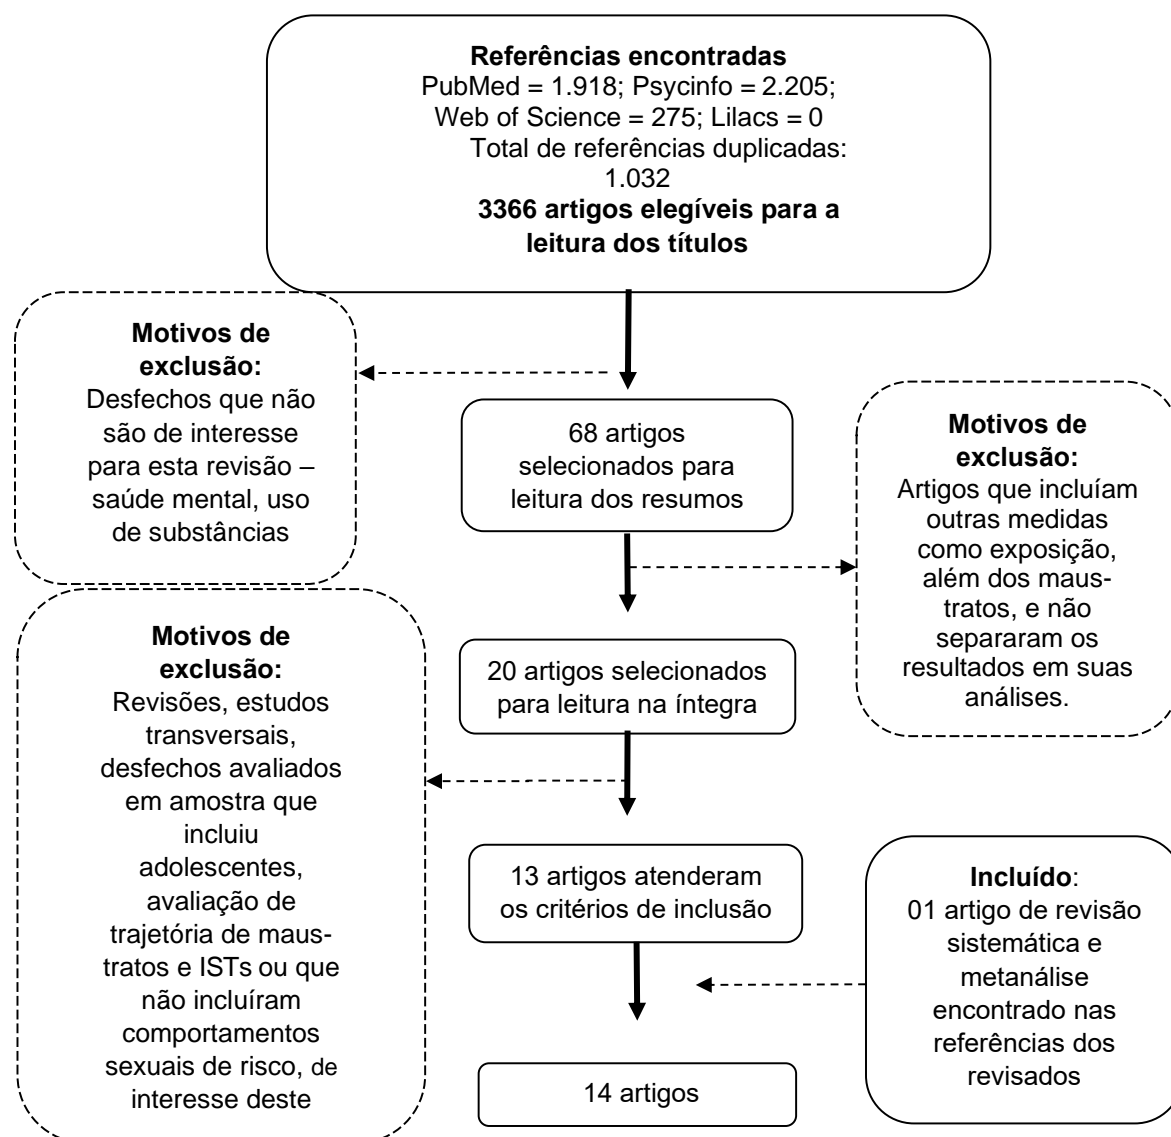 Referências encontradas
PubMed = 1.918; Psycinfo = 2.205;
Web of Science = 275; Lilacs = 0
Total de referências duplicadas:
1.032
3366 artigos elegíveis para a
leitura dos títulos
Motivos de
exclusão:
Desfechos que não
são de interesse
para esta revisão –
saúde mental, uso
de substâncias
68 artigos
selecionados para
leitura dos resumos
Motivos de
exclusão:
Artigos que incluíam
outras medidas
como exposição,
além dos maus-
tratos, e não
separaram os
resultados em suas
análises.
20 artigos selecionados
para leitura na íntegra
Motivos de
exclusão:
Revisões, estudos
transversais,
desfechos avaliados
em amostra que
incluiu
adolescentes,
avaliação de
trajetória de maus-
tratos e ISTs ou que
não incluíram
comportamentos
sexuais de risco, de
interesse deste
13 artigos atenderam
os critérios de inclusão
Incluído:
01 artigo de revisão
sistemática e
metanálise
encontrado nas
referências dos
revisados
14 artigos